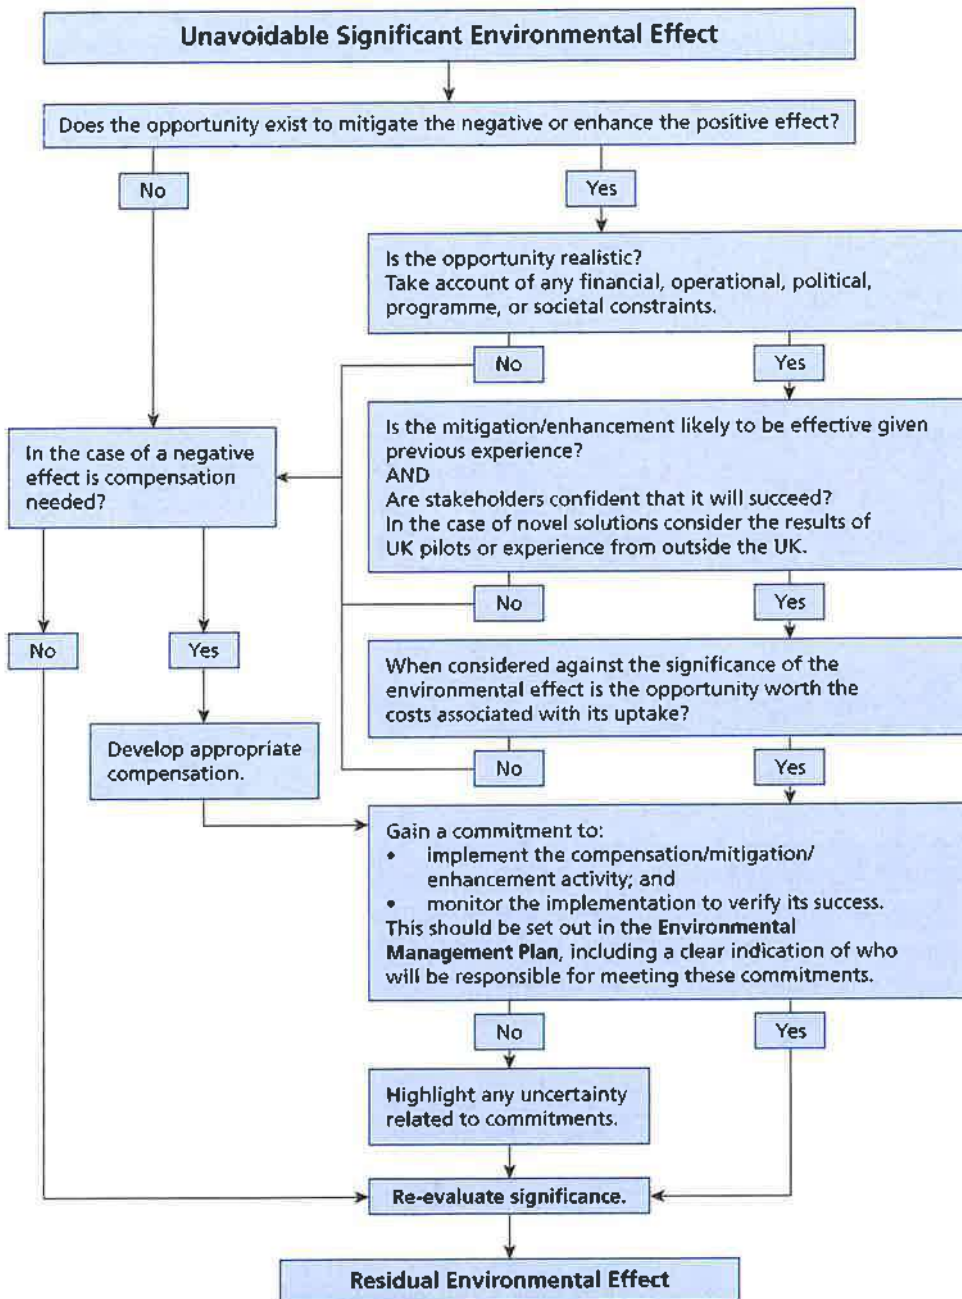 Unavoidable Significant Environmental Effect
Does the opportunity exist to mitigate the negative or enhance the positive effect?
No
Yes
Is the opportunity realistic?
Take account of any financial, operational, political,
programme, or societal constraints.
No
Yes
In the case of a negative
effect is compensation
needed?
Is the mitigation/enhancement likely to be effective given
previous experience?
AND
Are stakeholders confident that it will succeed?
In the case of novel solutions consider the results of
UK pilots or experience from outside the UK.
No
Yes
No
Yes
When considered against the significance of the
environmental effect is the opportunity worth the
costs associated with its uptake?
No
Yes
Develop appropriate
compensation.
Gain a commitment to:
• implement the compensation/mitigation/
enhancement activity; and
• monitor the implementation to verify its success.
This should be set out in the Environmental
Management Plan, including a clear indication of who
will be responsible for meeting these commitments.
No
Yes
Highlight any uncertainty
related to commitments.
Re-evaluate significance.
Residual Environmental Effect